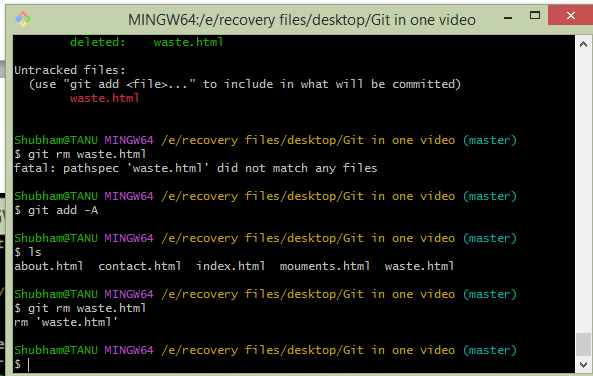 MINGW64:/e/recovery files/desktop/Git in one video
deleted: waste.html
Untracked files:
(use "git add <file>..." to include in what will be committed)
waste.html
Shubham@TANU MINGW64 /e/recovery files/desktop/Git in one video (master)
$ git rm waste.html
fatal: pathspec 'waste.html' did not match any files
Shubham@TANU MINGW64 /e/recovery files/desktop/Git in one video (master)
$ git add -A
Shubham@TANU MINGW64 /e/recovery files/desktop/Git in one video (master)
$ ls
about.html contact.html index.html mouments.html waste.html
Shubham@TANU MINGW64 /e/recovery files/desktop/Git in one video (master)
$ git rm waste.html
rm 'waste.html'
Shubham@TANU MINGW64 /e/recovery files/desktop/Git in one video (master)
$